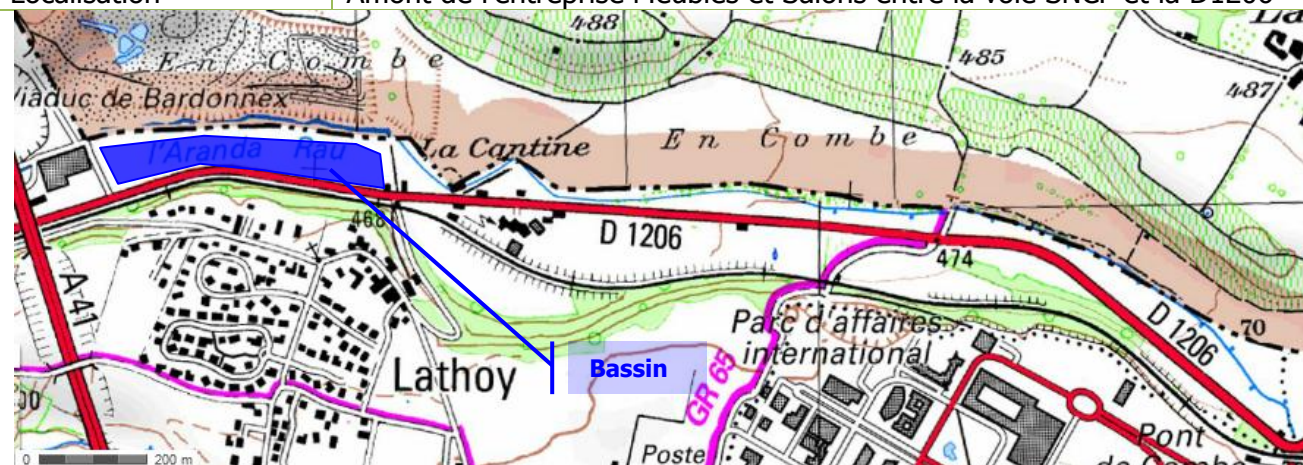 Localisation
Amont de l'entreprise Meubles et Salons entre la voie SNCF et la D1206
488
En Combe
485
487
Viaduc de Bardonnex
l'Aranda Rau
La Cantine
En Combe
468
D 1206
474
A 41
D 1206
70
Parc d'affaires
international
Bassin
Lathoy
GR 65
Poste
Pont
0
200 m